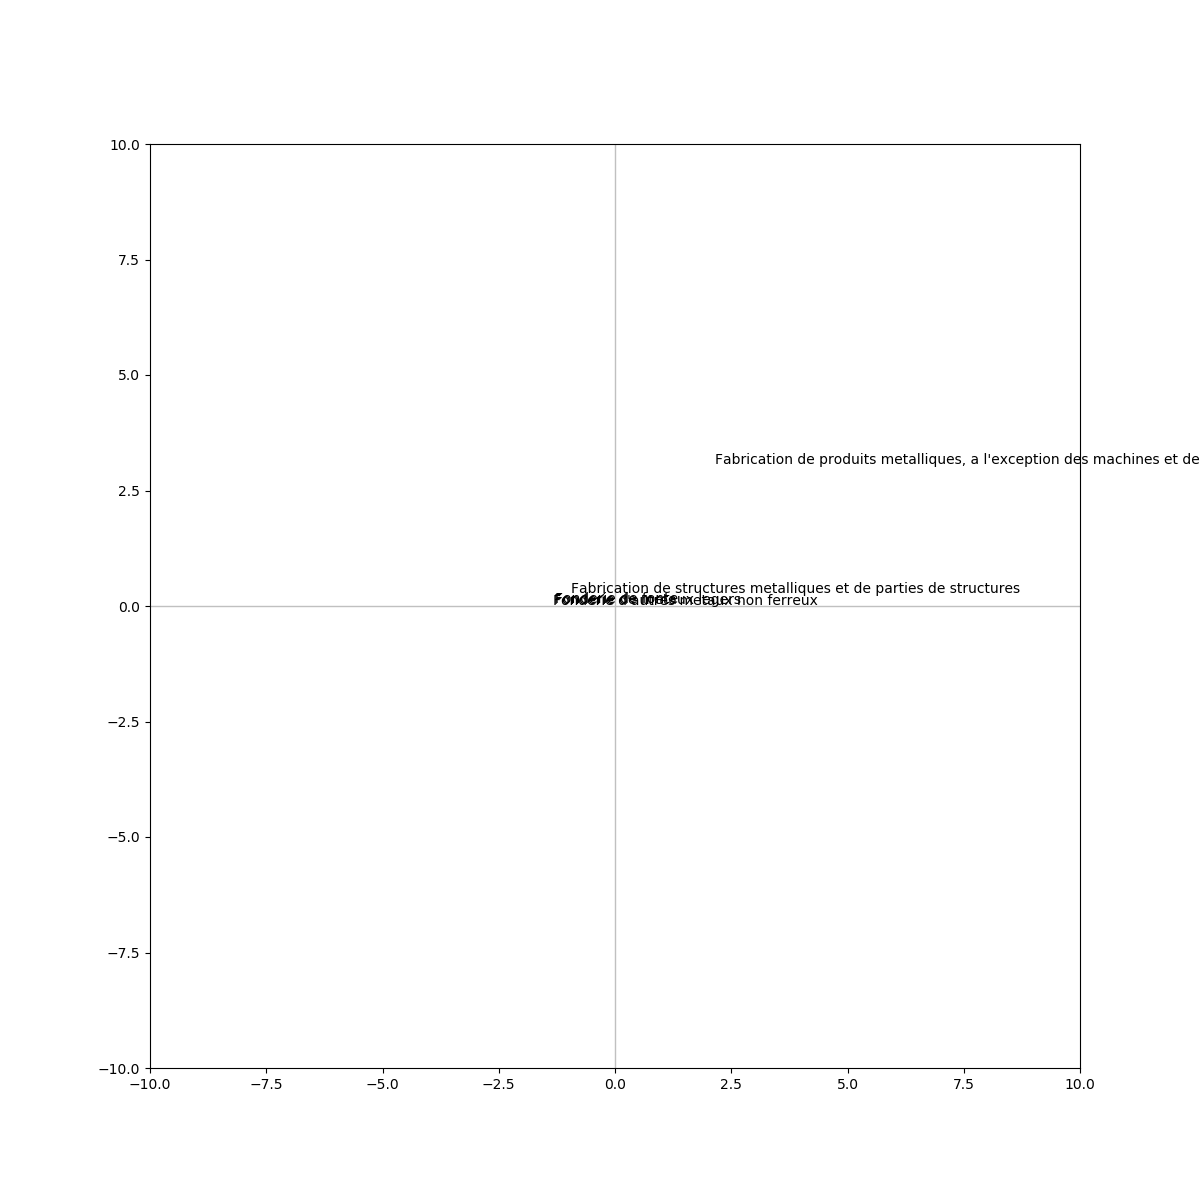 10.0
7.5
5.0
Fabrication de produits metalliques, a l'exception des machines et de
2.5
Fabrication de structures metalliques et de parties de structures
Fonderie de fonte
Fonderie d'autres metaux non ferreux
0.0
−2.5
−5.0
−7.5
−10.0
−10.0 −7.5 −5.0 −2.5 0.0 2.5 5.0 7.5 10.0